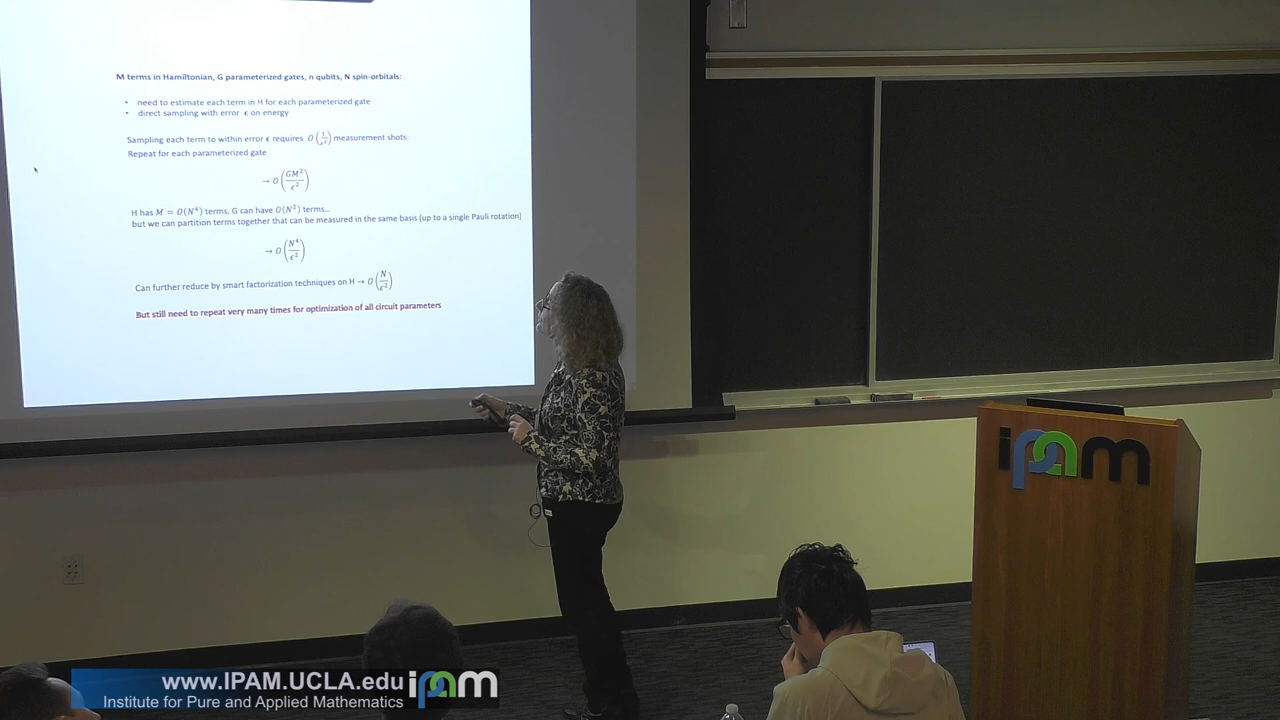 M terms in Hamiltonian, G parameterized gates, n qubits, N spin-orbitals:
• need to estimate each term in H for each parameterized gate
• direct sampling with error ϵ on energy
Sampling each term to within error ϵ requires O(1/ϵ²) measurement shots:
Repeat for each parameterized gate
→ O(GM²/ϵ²)
H has M = O(N⁴) terms, G can have O(N²) terms...
but we can partition terms together that can be measured in the same basis (up to a single Pauli rotation]
→ O(N⁴/ϵ²)
Can further reduce by smart factorization techniques on H → O(N/ϵ²)
But still need to repeat very many times for optimization of all circuit parameters
ipam
www.IPAM.UCLA.edu
Institute for Pure and Applied Mathematics
ipam